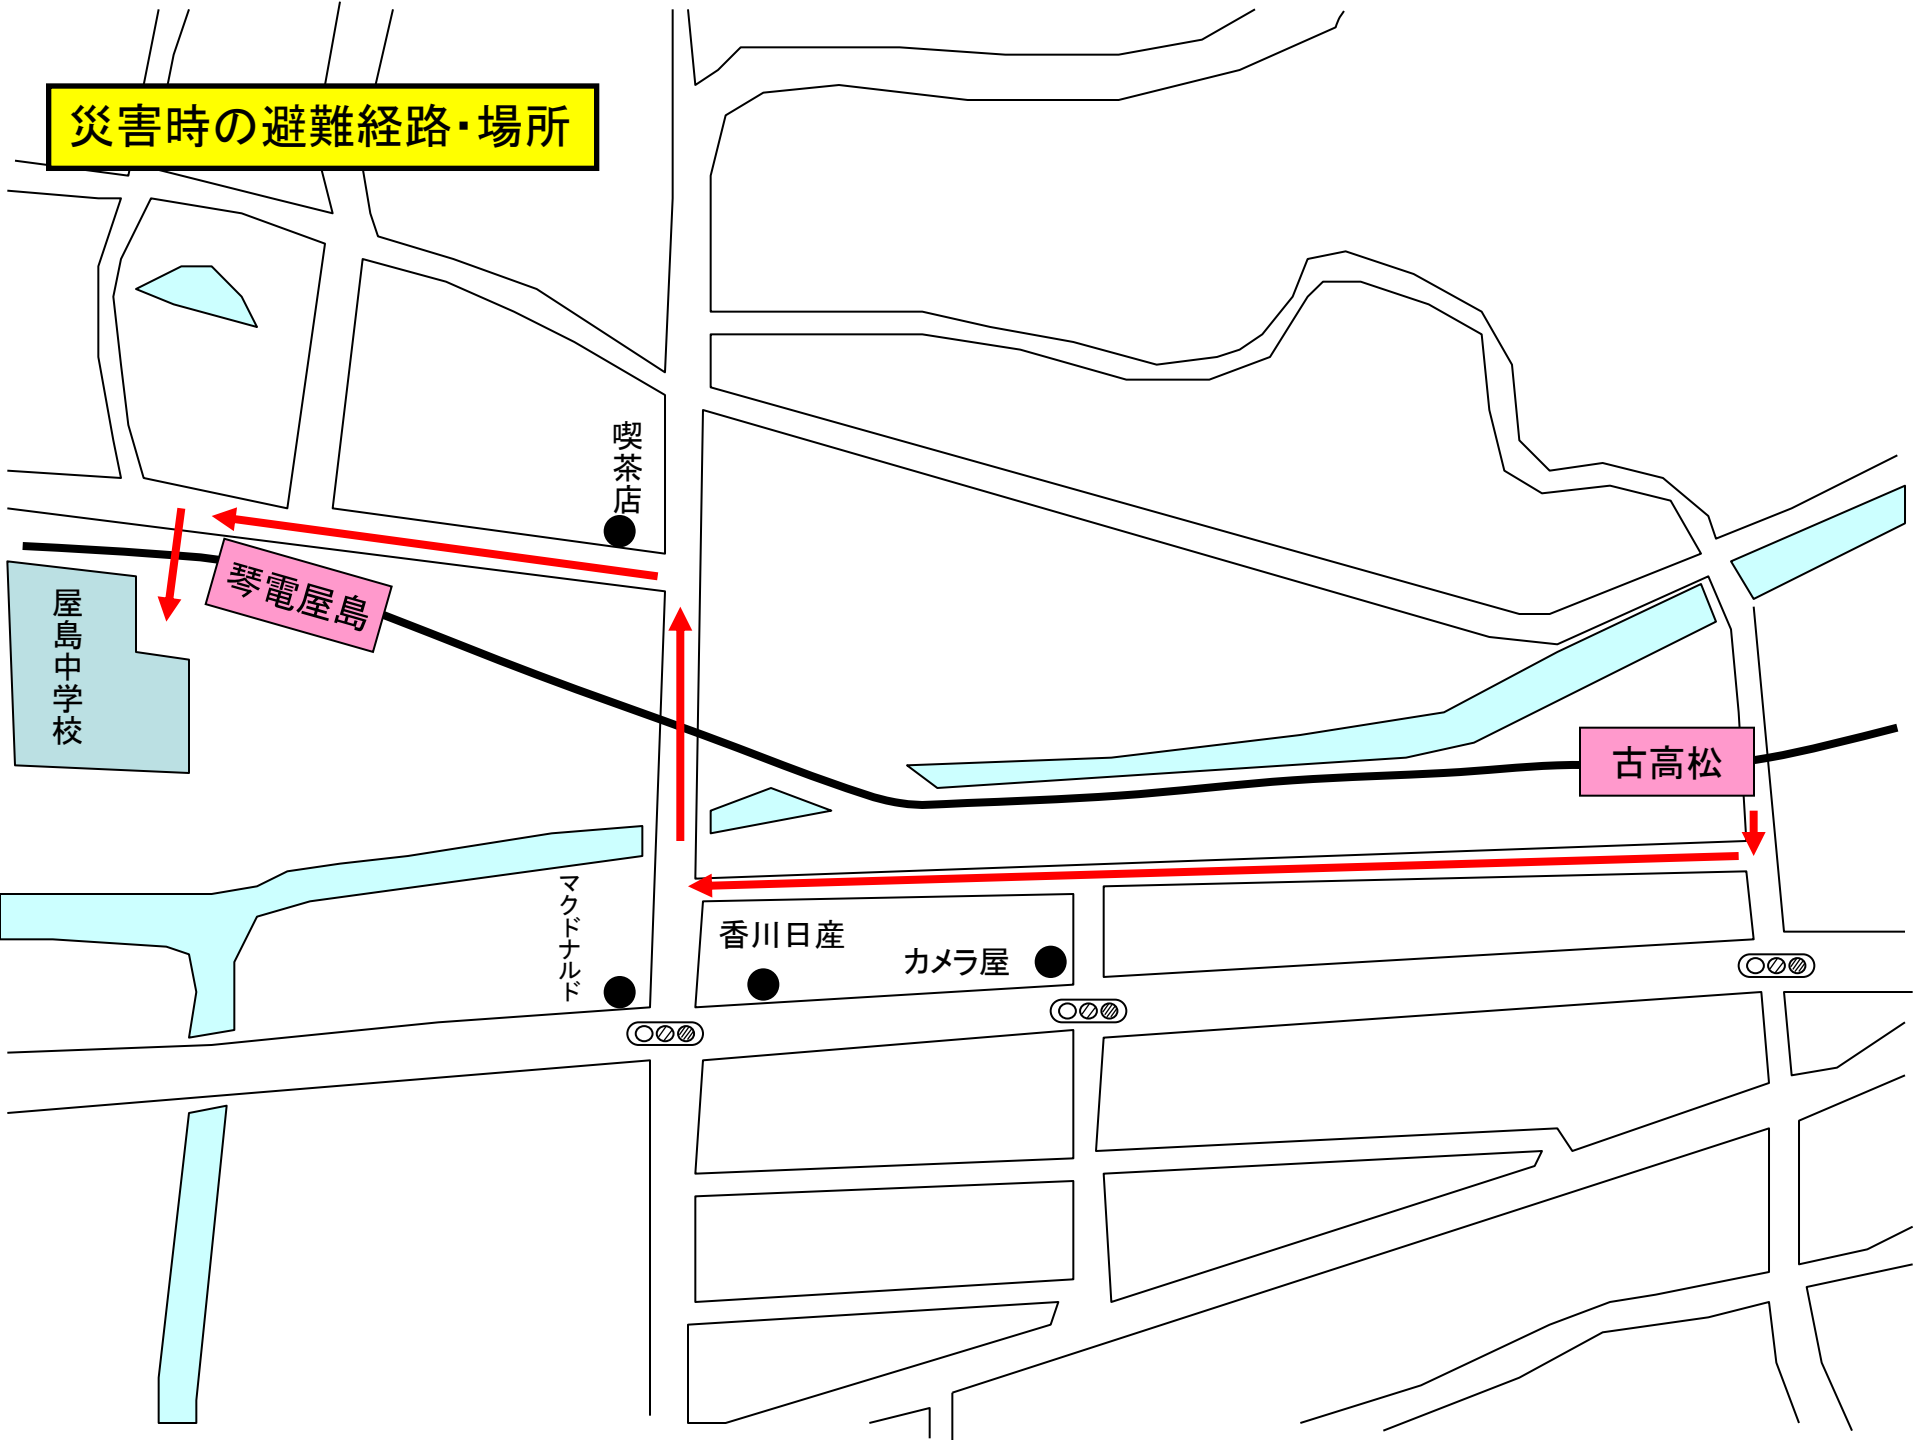 災害時の避難経路・場所
喫茶店
琴電屋島
屋島中学校
古高松
マクドナルド
香川日産
カメラ屋